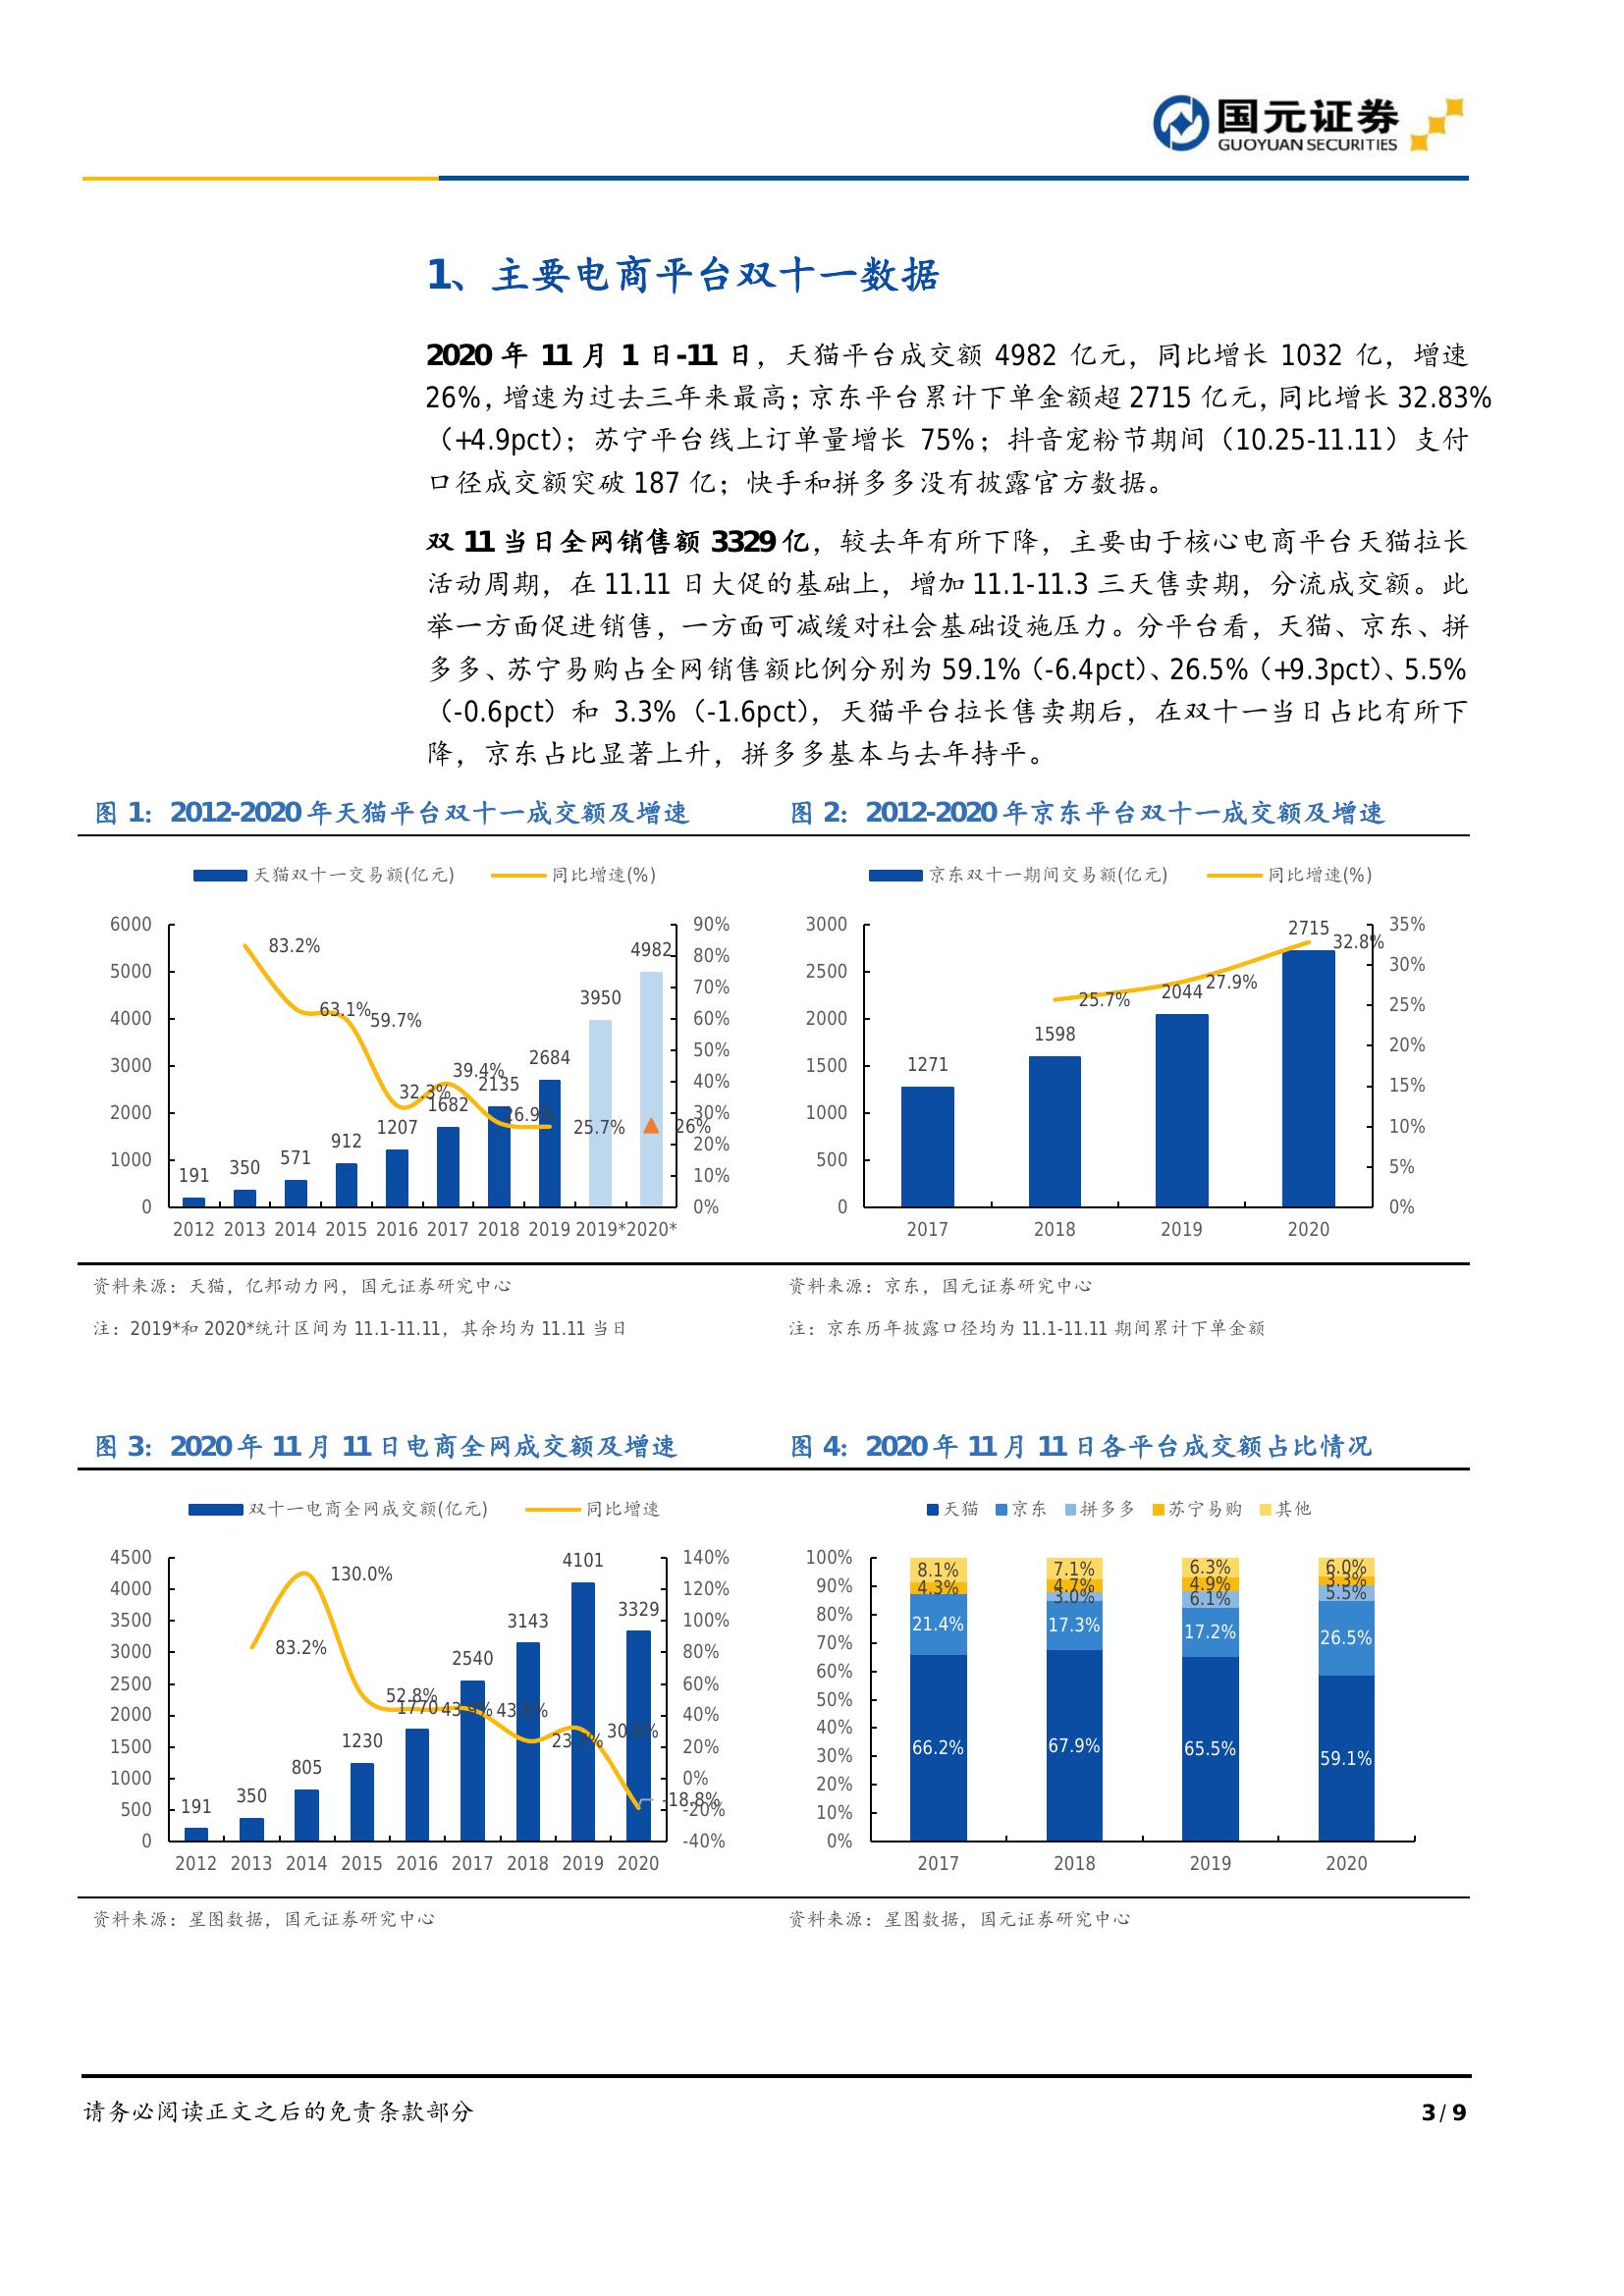 国元证券
GUOYUAN SECURITIES
1、主要电商平台双十一数据
2020 年 11 月 1 日-11 日，天猫平台成交额 4982 亿元，同比增长 1032 亿，增速
26%，增速为过去三年来最高；京东平台累计下单金额超 2715 亿元，同比增长 32.83%
（+4.9pct）；苏宁平台线上订单量增长 75%；抖音宠粉节期间（10.25-11.11）支付
口径成交额突破 187 亿；快手和拼多多没有披露官方数据。
双 11 当日全网销售额 3329 亿，较去年有所下降，主要由于核心电商平台天猫拉长
活动周期，在 11.11 日大促的基础上，增加 11.1-11.3 三天售卖期，分流成交额。此
举一方面促进销售，一方面可减缓对社会基础设施压力。分平台看，天猫、京东、拼
多多、苏宁易购占全网销售额比例分别为 59.1%（-6.4pct）、26.5%（+9.3pct）、5.5%
（-0.6pct）和 3.3%（-1.6pct），天猫平台拉长售卖期后，在双十一当日占比有所下
降，京东占比显著上升，拼多多基本与去年持平。
图 1：2012-2020 年天猫平台双十一成交额及增速
天猫双十一交易额(亿元) 同比增速(%)
6000 5000 4000 3000 2000 1000 0
90% 80% 70% 60% 50% 40% 30% 20% 10% 0%
191 350 571 912 1207 1682 2135 2684 3950 4982
83.2% 63.1% 59.7% 32.3% 39.4% 26.9% 25.7% 26%
2012 2013 2014 2015 2016 2017 2018 2019 2019* 2020*
资料来源：天猫，亿邦动力网，国元证券研究中心
注：2019*和 2020*统计区间为 11.1-11.11，其余均为 11.11 当日
图 2：2012-2020 年京东平台双十一成交额及增速
京东双十一期间交易额(亿元) 同比增速(%)
3000 2500 2000 1500 1000 500 0
35% 30% 25% 20% 15% 10% 5% 0%
1271 1598 2044 2715
25.7% 27.9% 32.8%
2017 2018 2019 2020
资料来源：京东，国元证券研究中心
注：京东历年披露口径均为 11.1-11.11 期间累计下单金额
图 3：2020 年 11 月 11 日电商全网成交额及增速
双十一电商全网成交额(亿元) 同比增速
4500 4000 3500 3000 2500 2000 1500 1000 500 0
140% 120% 100% 80% 60% 40% 20% 0% -20% -40%
191 350 805 1230 1770 2540 3143 4101 3329
83.2% 130.0% 52.8% 43.9% -18.8%
2012 2013 2014 2015 2016 2017 2018 2019 2020
资料来源：星图数据，国元证券研究中心
图 4：2020 年 11 月 11 日各平台成交额占比情况
天猫 京东 拼多多 苏宁易购 其他
100% 90% 80% 70% 60% 50% 40% 30% 20% 10% 0%
8.1% 7.1% 6.3% 6.0%
4.3% 4.7% 4.9% 3.3%
3.0% 6.1% 5.5%
21.4% 17.3% 17.2% 26.5%
66.2% 67.9% 65.5% 59.1%
2017 2018 2019 2020
资料来源：星图数据，国元证券研究中心
请务必阅读正文之后的免责条款部分
3 / 9